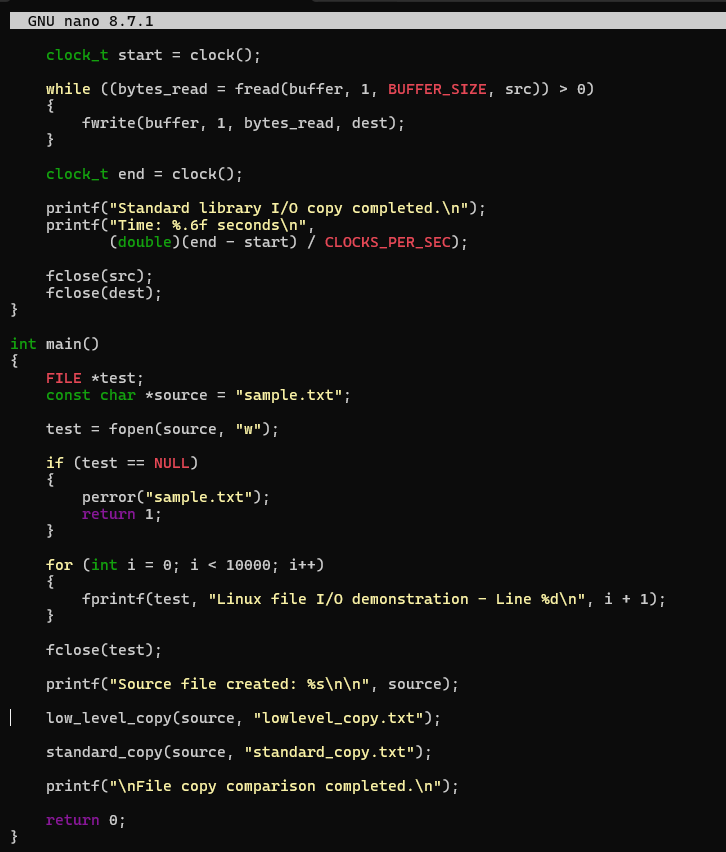 GNU nano 8.7.1
    clock_t start = clock();

    while ((bytes_read = fread(buffer, 1, BUFFER_SIZE, src)) > 0)
    {
        fwrite(buffer, 1, bytes_read, dest);
    }

    clock_t end = clock();

    printf("Standard library I/O copy completed.\n");
    printf("Time: %.6f seconds\n",
           (double)(end - start) / CLOCKS_PER_SEC);

    fclose(src);
    fclose(dest);
}

int main()
{
    FILE *test;
    const char *source = "sample.txt";

    test = fopen(source, "w");

    if (test == NULL)
    {
        perror("sample.txt");
        return 1;
    }

    for (int i = 0; i < 10000; i++)
    {
        fprintf(test, "Linux file I/O demonstration - Line %d\n", i + 1);
    }

    fclose(test);

    printf("Source file created: %s\n\n", source);

    low_level_copy(source, "lowlevel_copy.txt");

    standard_copy(source, "standard_copy.txt");

    printf("\nFile copy comparison completed.\n");

    return 0;
}